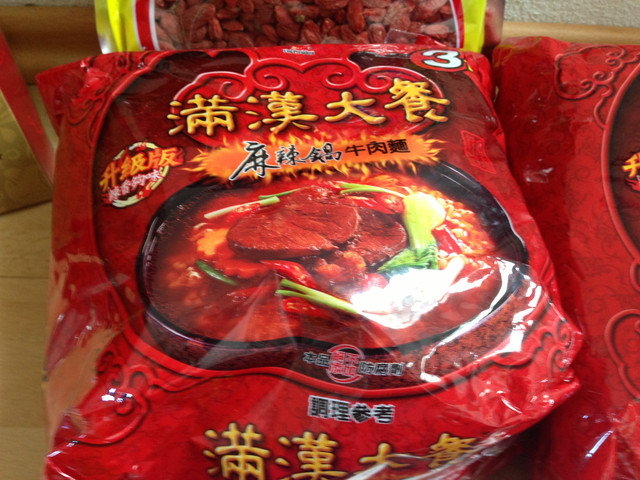 3
滿漢大餐
麻辣鍋牛肉麵
升級版
調理參考
滿漢大餐